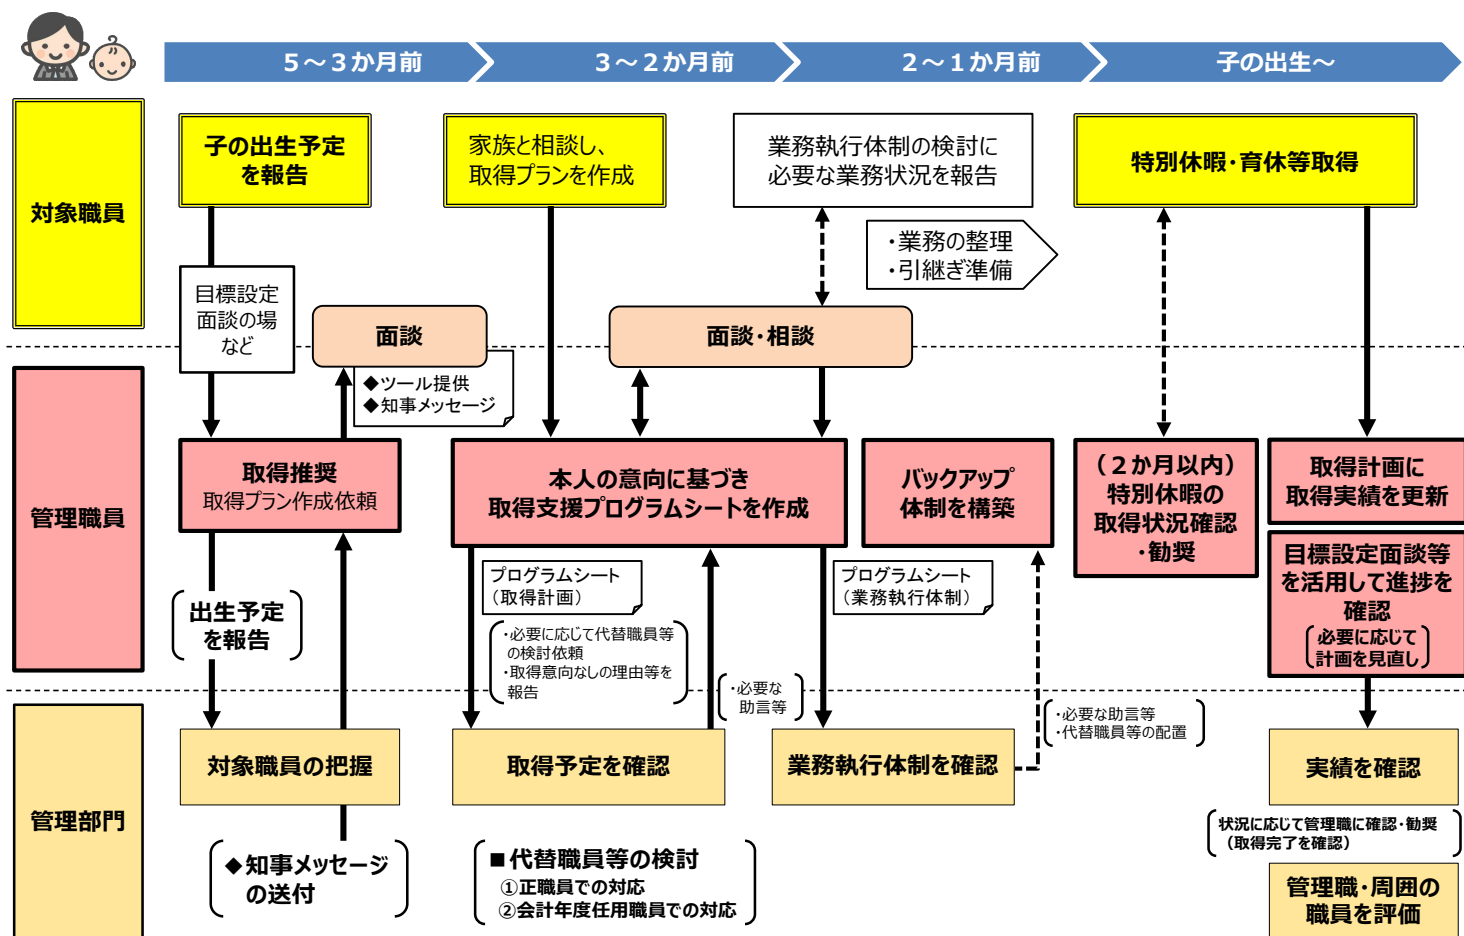 5～3か月前
3～2か月前
2～1か月前
子の出生～
対象職員
子の出生予定
を報告
家族と相談し、
取得プランを作成
業務執行体制の検討に
必要な業務状況を報告
特別休暇・育休等取得
・業務の整理
・引継ぎ準備
目標設定
面談の場
など
面談
面談・相談
◆ツール提供
◆知事メッセージ
管理職員
取得推奨
取得プラン作成依頼
本人の意向に基づき
取得支援プログラムシートを作成
バックアップ
体制を構築
（２か月以内）
特別休暇の
取得状況確認
・勧奨
取得計画に
取得実績を更新
目標設定面談等
を活用して進捗を
確認
必要に応じて
計画を見直し
出生予定
を報告
プログラムシート
（取得計画）
・必要に応じて代替職員等
の検討依頼
・取得意向なしの理由等を
報告
プログラムシート
（業務執行体制）
・必要な
助言等
・必要な助言等
・代替職員等の配置
管理部門
対象職員の把握
取得予定を確認
業務執行体制を確認
実績を確認
状況に応じて管理職に確認・勧奨
（取得完了を確認）
◆知事メッセージ
の送付
■代替職員等の検討
①正職員での対応
②会計年度任用職員での対応
管理職・周囲の
職員を評価